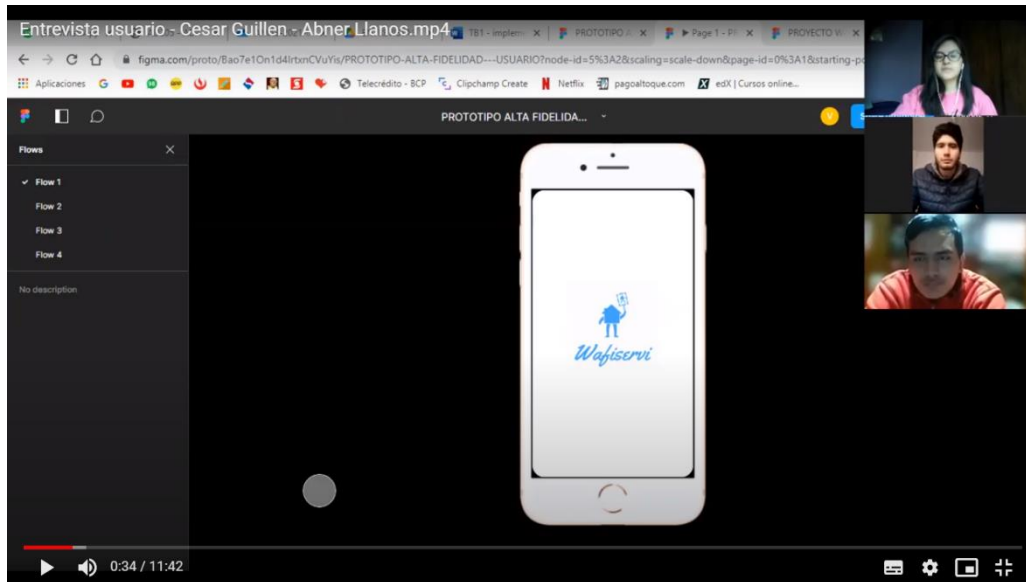 Entrevista usuario - Cesar Guillen - Abner Llanos.mp4
TB1 - implem
PROTOTIPO A
Page 1 - P
PROYECTO W
figma.com/proto/Bao7e1On1d4lrtxnCVuYis/PROTOTIPO-ALTA-FIDELIDAD---USUARIO?node-id=5%3A2&scaling=scale-down&page-id=0%3A18&starting-po
Aplicaciones
Telecrédito - BCP
Clipchamp Create
Netflix
pagoaltoque.com
edX | Cursos online...
PROTOTIPO ALTA FIDELIDA...
V
S
Flows
Flow 1
Flow 2
Flow 3
Flow 4
No description
Wafiservi
0:34 / 11:42